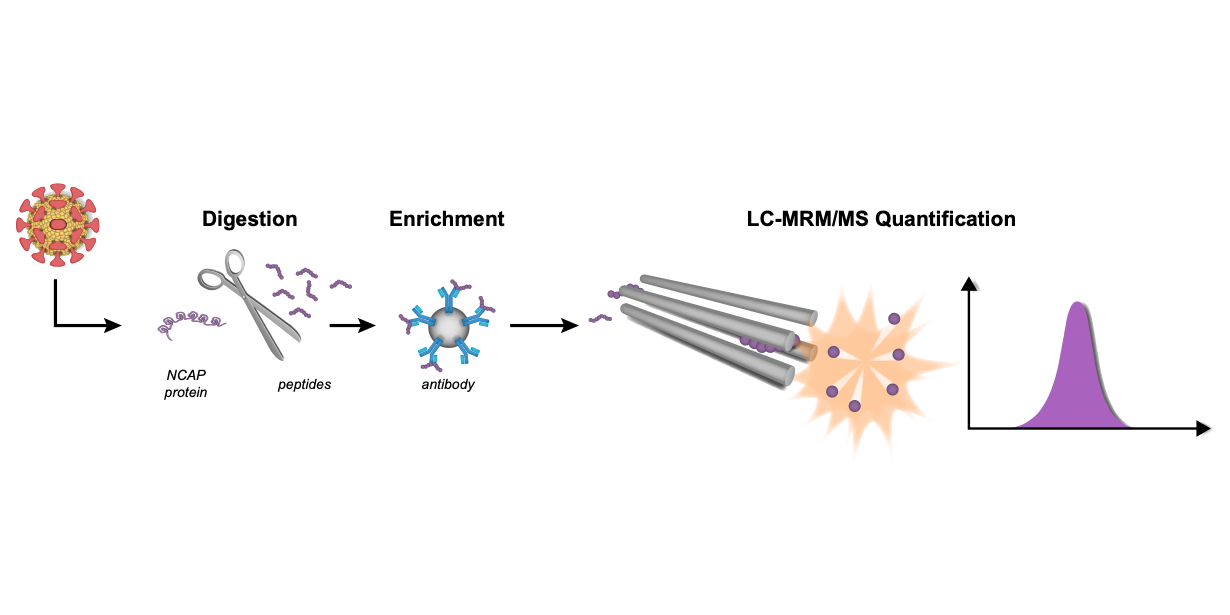 Digestion
Enrichment
LC-MRM/MS Quantification
NCAP
protein
peptides
antibody